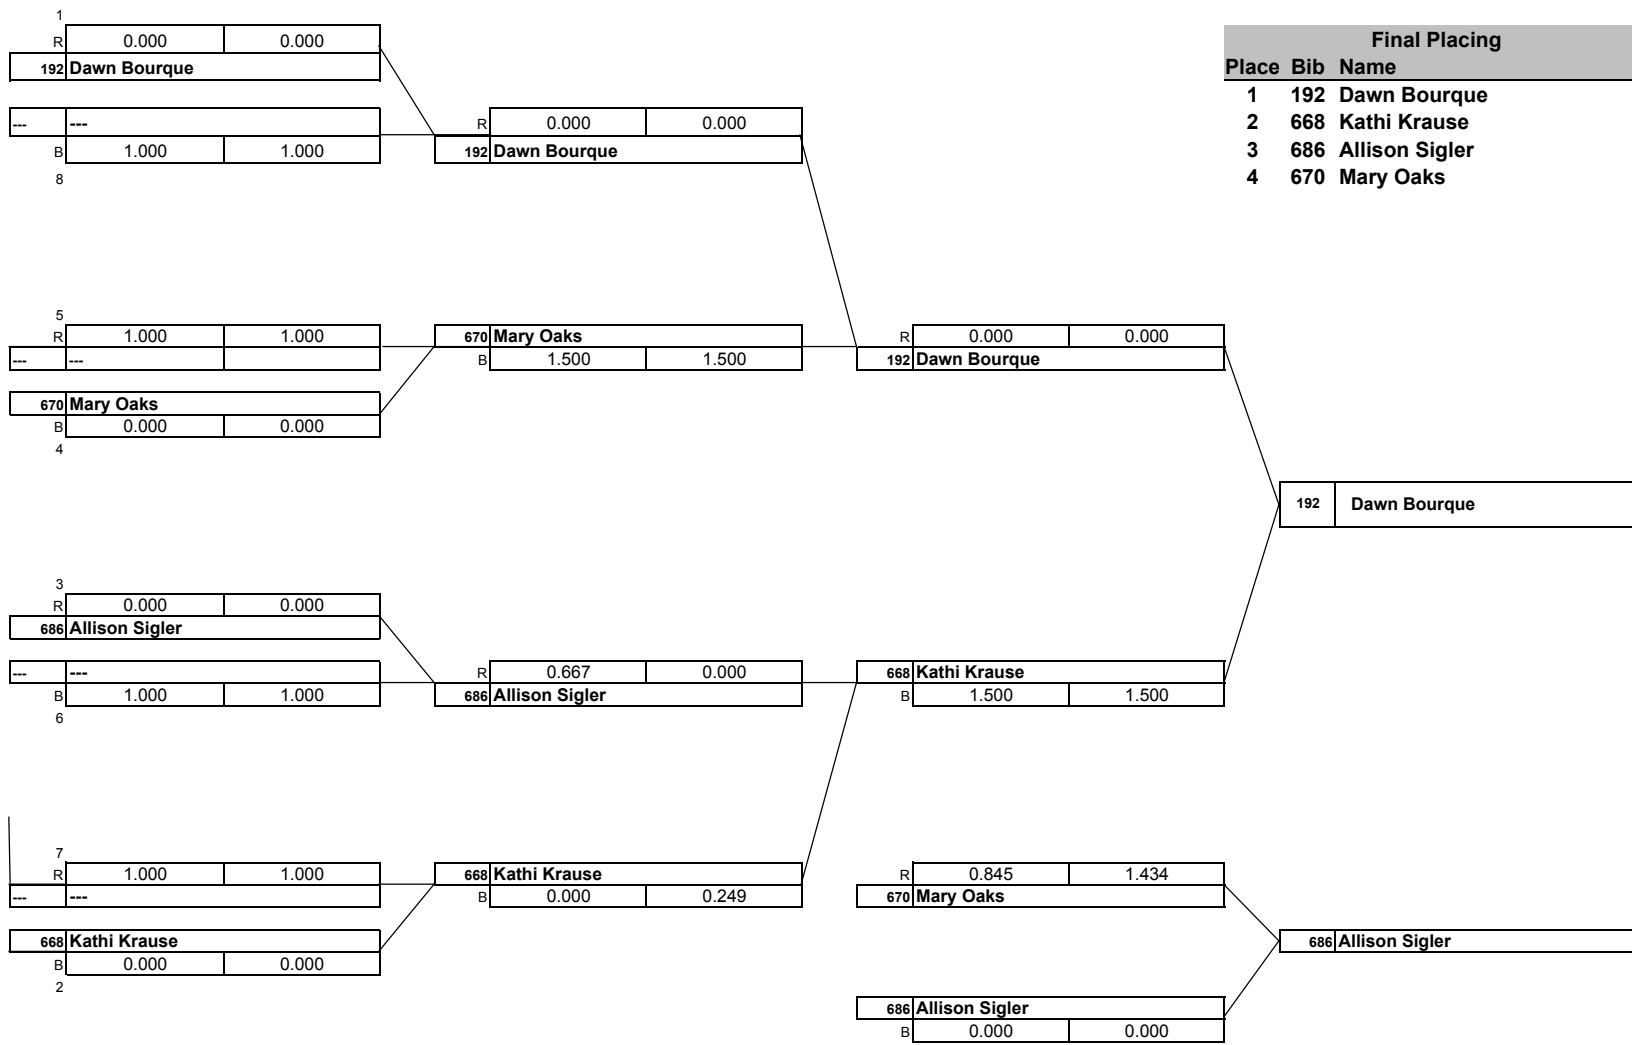 1
R 0.000 0.000
192 Dawn Bourque
--- ---
B 1.000 1.000
8
5
R 1.000 1.000
--- ---
670 Mary Oaks
B 0.000 0.000
4
3
R 0.000 0.000
686 Allison Sigler
--- ---
B 1.000 1.000
6
7
R 1.000 1.000
--- ---
668 Kathi Krause
B 0.000 0.000
2
R 0.000 0.000
192 Dawn Bourque
670 Mary Oaks
B 1.500 1.500
R 0.667 0.000
686 Allison Sigler
668 Kathi Krause
B 0.000 0.249
R 0.000 0.000
192 Dawn Bourque
668 Kathi Krause
B 1.500 1.500
R 0.845 1.434
670 Mary Oaks
686 Allison Sigler
B 0.000 0.000
Final Placing
Place Bib Name
1 192 Dawn Bourque
2 668 Kathi Krause
3 686 Allison Sigler
4 670 Mary Oaks
192 Dawn Bourque
686 Allison Sigler